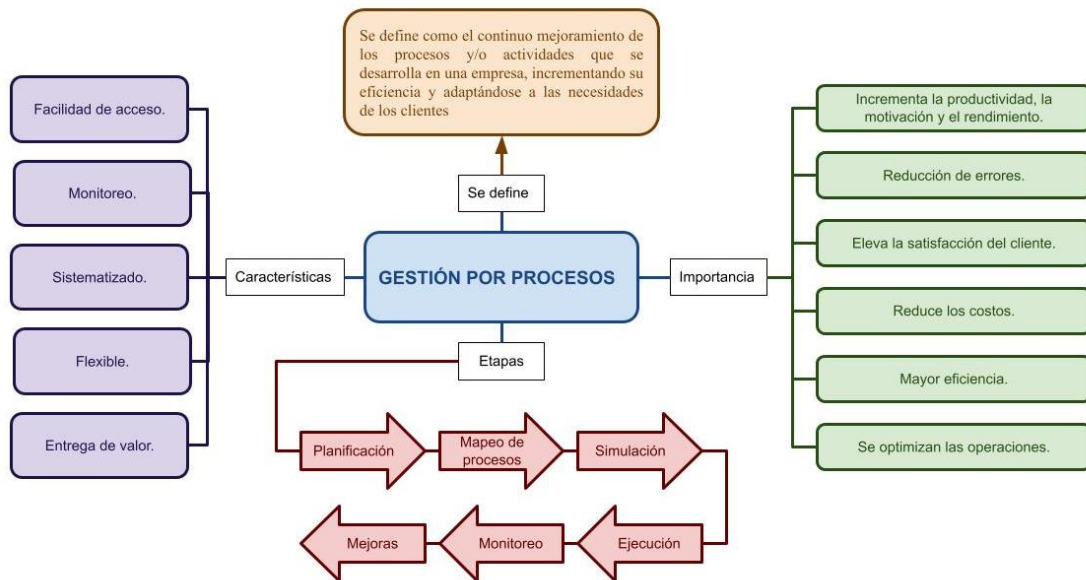 Se define como el continuo mejoramiento de
los procesos y/o actividades que se
desarrolla en una empresa, incrementando su
eficiencia y adaptándose a las necesidades
de los clientes
Se define
GESTIÓN POR PROCESOS
Características
Facilidad de acceso.
Monitoreo.
Sistematizado.
Flexible.
Entrega de valor.
Importancia
Incrementa la productividad, la
motivación y el rendimiento.
Reducción de errores.
Eleva la satisfacción del cliente.
Reduce los costos.
Mayor eficiencia.
Se optimizan las operaciones.
Etapas
Planificación
Mapeo de
procesos
Simulación
Ejecución
Monitoreo
Mejoras